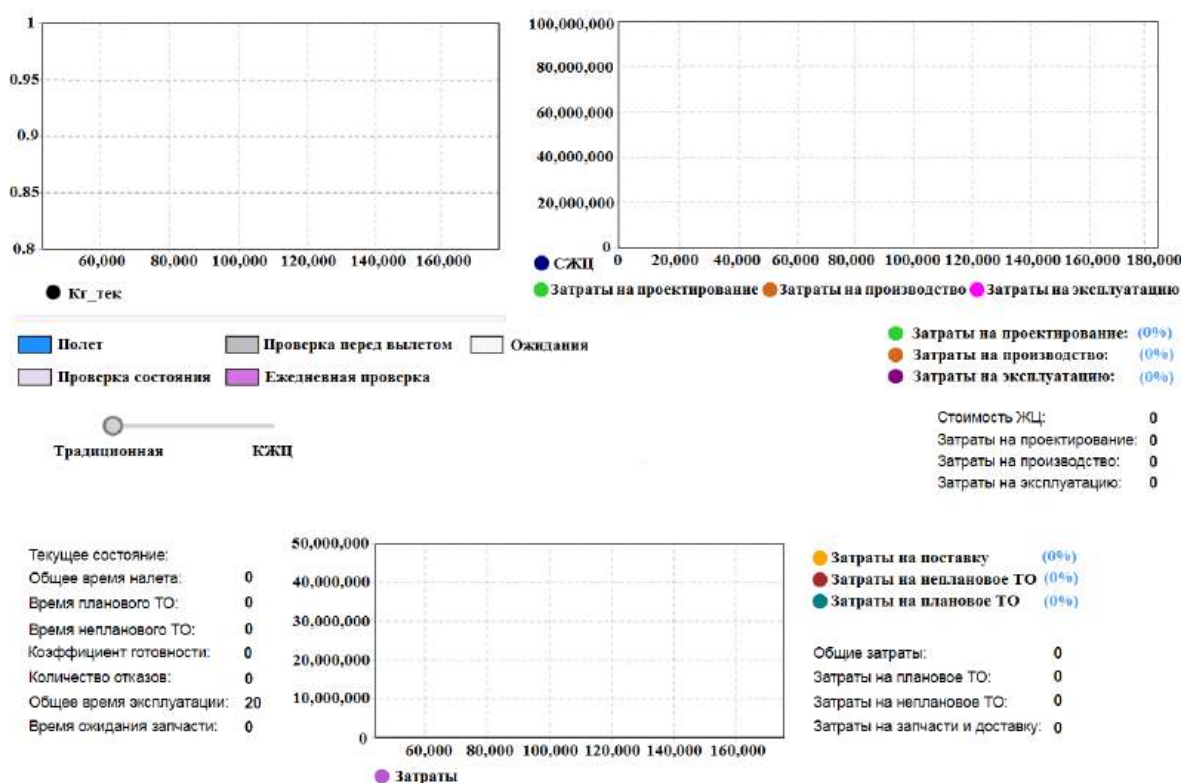 1
0.95
0.9
0.85
0.8
60,000 80,000 100,000 120,000 140,000 160,000
Кг_тек
100,000,000
80,000,000
60,000,000
40,000,000
20,000,000
0
0 20,000 40,000 60,000 80,000 100,000 120,000 140,000 160,000 180,000
СЖЦ
Затраты на проектирование Затраты на производство Затраты на эксплуатацию
Полет Проверка перед вылетом Ожидания
Проверка состояния Ежедневная проверка
Традиционная КЖЦ
Затраты на проектирование: (0%)
Затраты на производство: (0%)
Затраты на эксплуатацию: (0%)
Стоимость ЖЦ: 0
Затраты на проектирование: 0
Затраты на производство: 0
Затраты на эксплуатацию: 0
Текущее состояние:
Общее время налета: 0
Время планового ТО: 0
Время непланового ТО: 0
Коэффициент готовности: 0
Количество отказов: 0
Общее время эксплуатации: 20
Время ожидания запчасти: 0
50,000,000
40,000,000
30,000,000
20,000,000
10,000,000
0
60,000 80,000 100,000 120,000 140,000 160,000
Затраты
Затраты на поставку (0%)
Затраты на неплановое ТО (0%)
Затраты на плановое ТО (0%)
Общие затраты: 0
Затраты на плановое ТО: 0
Затраты на неплановое ТО: 0
Затраты на запчасти и доставку: 0